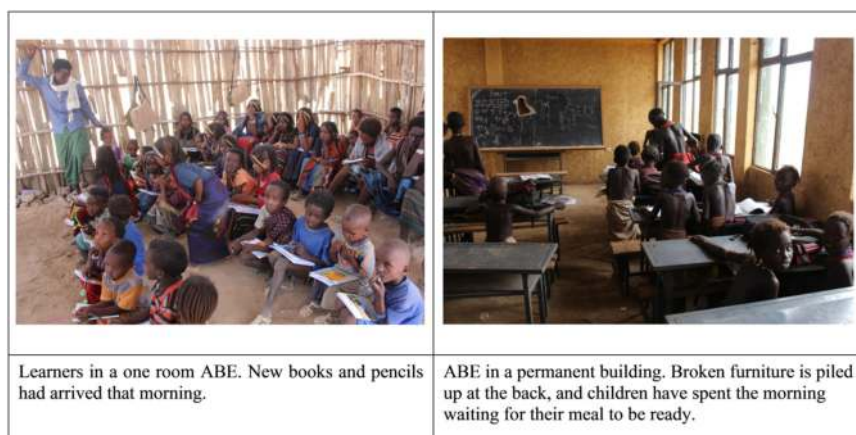 Learners in a one room ABE. New books and pencils
had arrived that morning.
ABE in a permanent building. Broken furniture is piled
up at the back, and children have spent the morning
waiting for their meal to be ready.